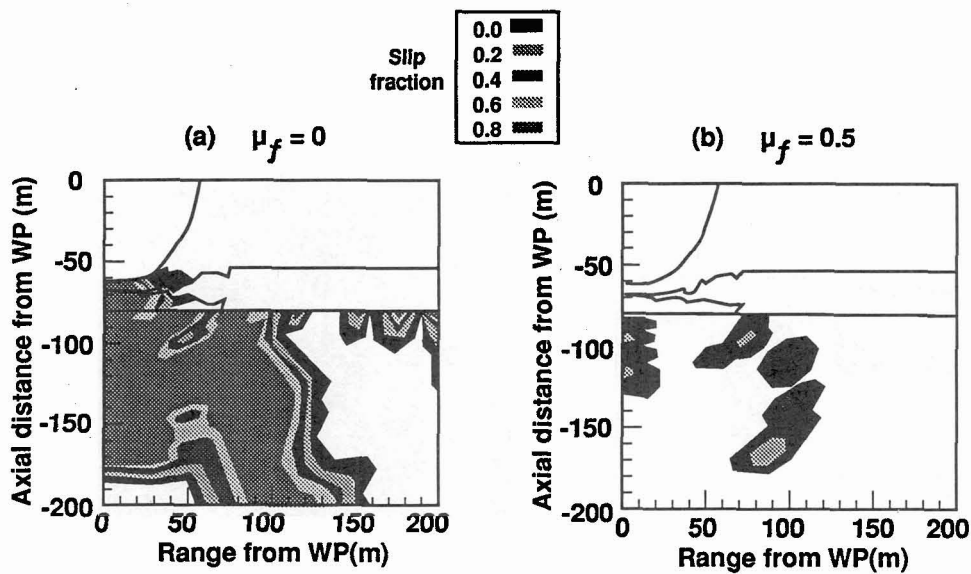 Slip fraction
0.0
0.2
0.4
0.6
0.8
(a) μf = 0
(b) μf = 0.5
Axial distance from WP (m)
0
-50
-100
-150
-200
0 50 100 150 200
Range from WP(m)
Axial distance from WP (m)
0
-50
-100
-150
-200
0 50 100 150 200
Range from WP(m)